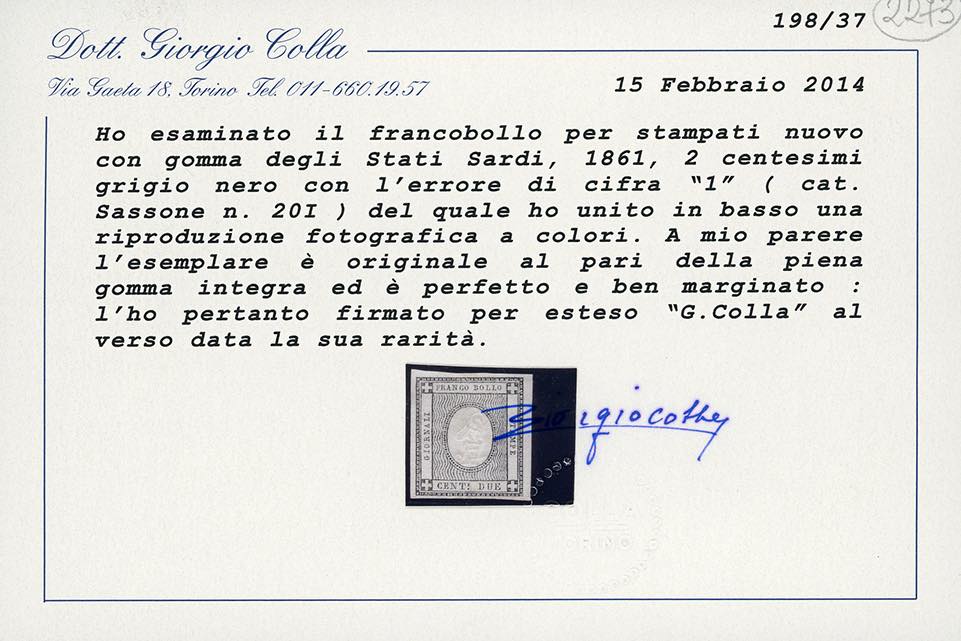 198/37 2273
Dott. Giorgio Colla
Via Gaeta 18, Torino Tel. 011-660.19.57
15 Febbraio 2014
Ho esaminato il francobollo per stampati nuovo
con gomma degli Stati Sardi, 1861, 2 centesimi
grigio nero con l'errore di cifra "1" ( cat.
Sassone n. 20I ) del quale ho unito in basso una
riproduzione fotografica a colori. A mio parere
l'esemplare è originale al pari della piena
gomma integra ed è perfetto e ben marginato :
l'ho pertanto firmato per esteso "G.Colla" al
verso data la sua rarità.
FRANCO BOLLO
GIORNALI
STAMPE
CENT! DUE
Giorgio Colla